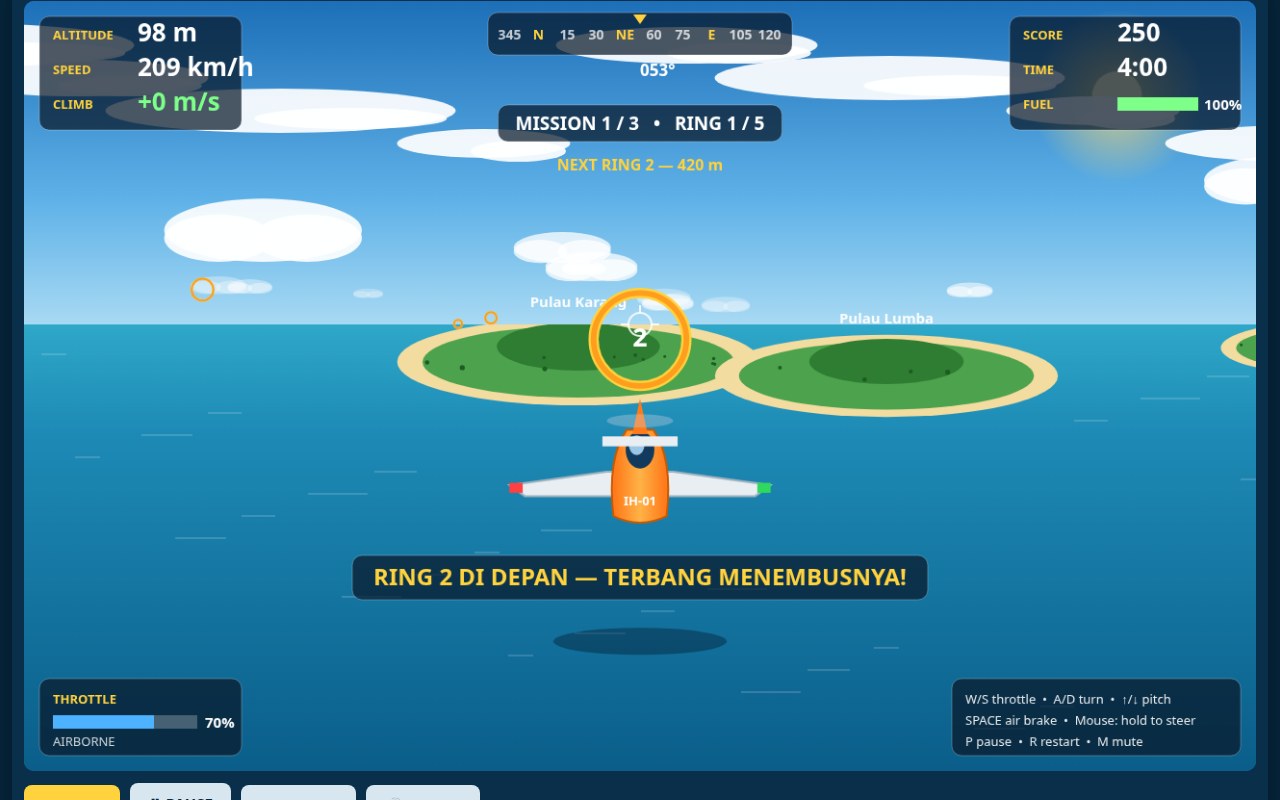 ALTITUDE 98 m
SPEED 209 km/h
CLIMB +0 m/s
345 N 15 30 NE 60 75 E 105 120
053°
SCORE 250
TIME 4:00
FUEL 100%
MISSION 1 / 3 • RING 1 / 5
NEXT RING 2 — 420 m
Pulau Karang
Pulau Lumba
2
IH-01
RING 2 DI DEPAN — TERBANG MENEMBUSNYA!
THROTTLE
70%
AIRBORNE
W/S throttle • A/D turn • ↑/↓ pitch
SPACE air brake • Mouse: hold to steer
P pause • R restart • M mute